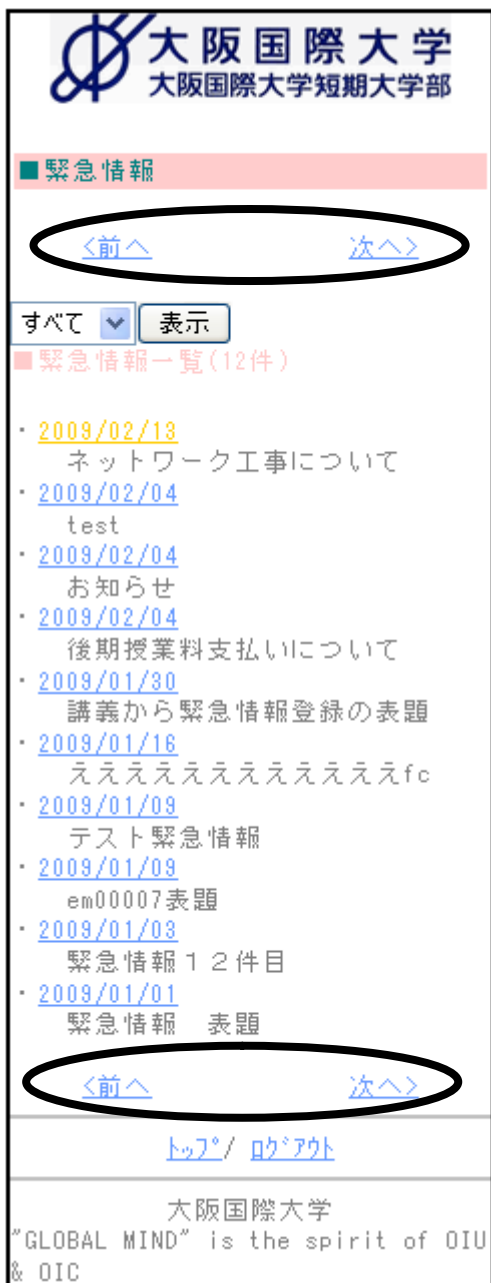 大阪国際大学
大阪国際大学短期大学部
■緊急情報
<前へ 次へ>
すべて 表示
■緊急情報一覧(12件)
・2009/02/13
ネットワーク工事について
・2009/02/04
test
・2009/02/04
お知らせ
・2009/02/04
後期授業料支払いについて
・2009/01/30
講義から緊急情報登録の表題
・2009/01/16
ええええええええええええfc
・2009/01/09
テスト緊急情報
・2009/01/09
em00007表題
・2009/01/03
緊急情報１２件目
・2009/01/01
緊急情報　表題
<前へ 次へ>
ﾄｯﾌﾟ/ ﾛｸﾞｱｳﾄ
大阪国際大学
"GLOBAL MIND" is the spirit of OIU
& OIC